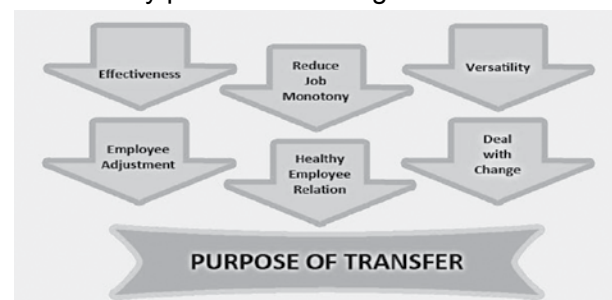 Effectiveness
Reduce
Job
Monotony
Versatility
Employee
Adjustment
Healthy
Employee
Relation
Deal
with
Change
PURPOSE OF TRANSFER